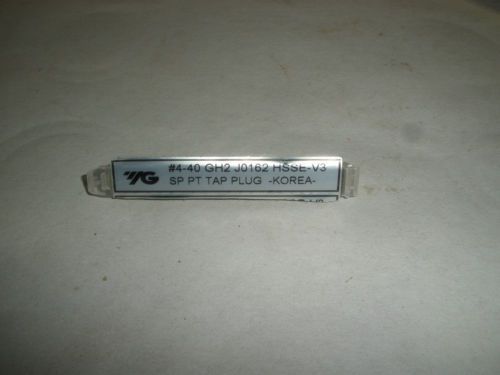 YG #4-40 GH2 J0162 HSSE-V3
SP PT TAP PLUG -KOREA-